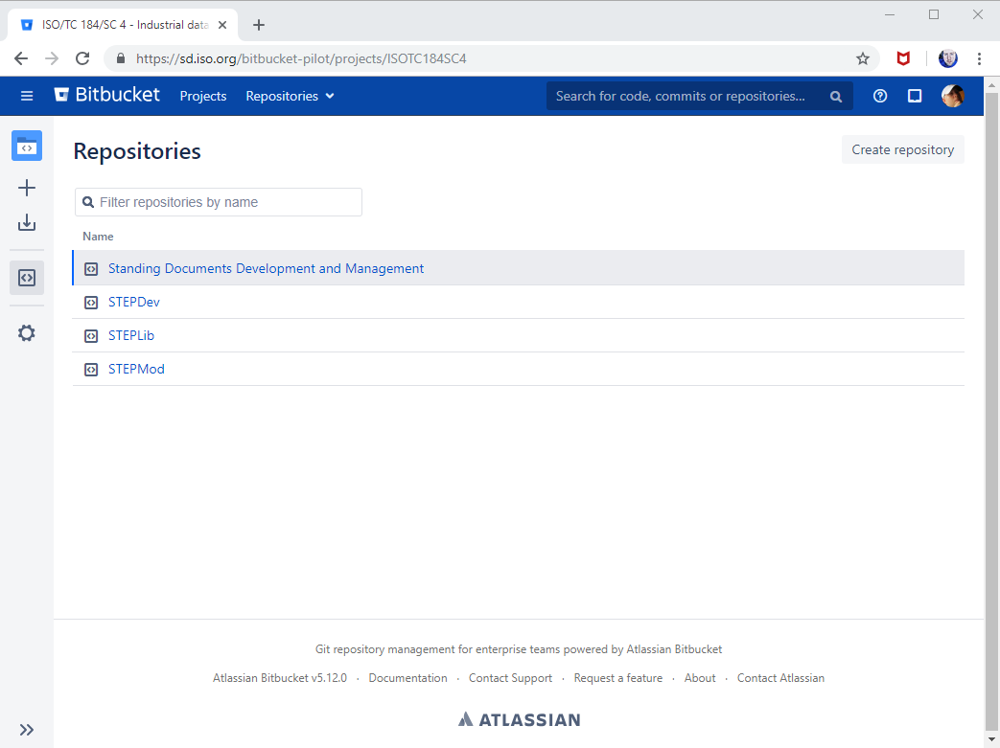 ISO/TC 184/SC 4 - Industrial data
https://sd.iso.org/bitbucket-pilot/projects/ISOTC184SC4
Bitbucket Projects Repositories Search for code, commits or repositories...
Repositories Create repository
Filter repositories by name
Name
Standing Documents Development and Management
STEPDev
STEPLib
STEPMod
Git repository management for enterprise teams powered by Atlassian Bitbucket
Atlassian Bitbucket v5.12.0 · Documentation · Contact Support · Request a feature · About · Contact Atlassian
ATLASSIAN